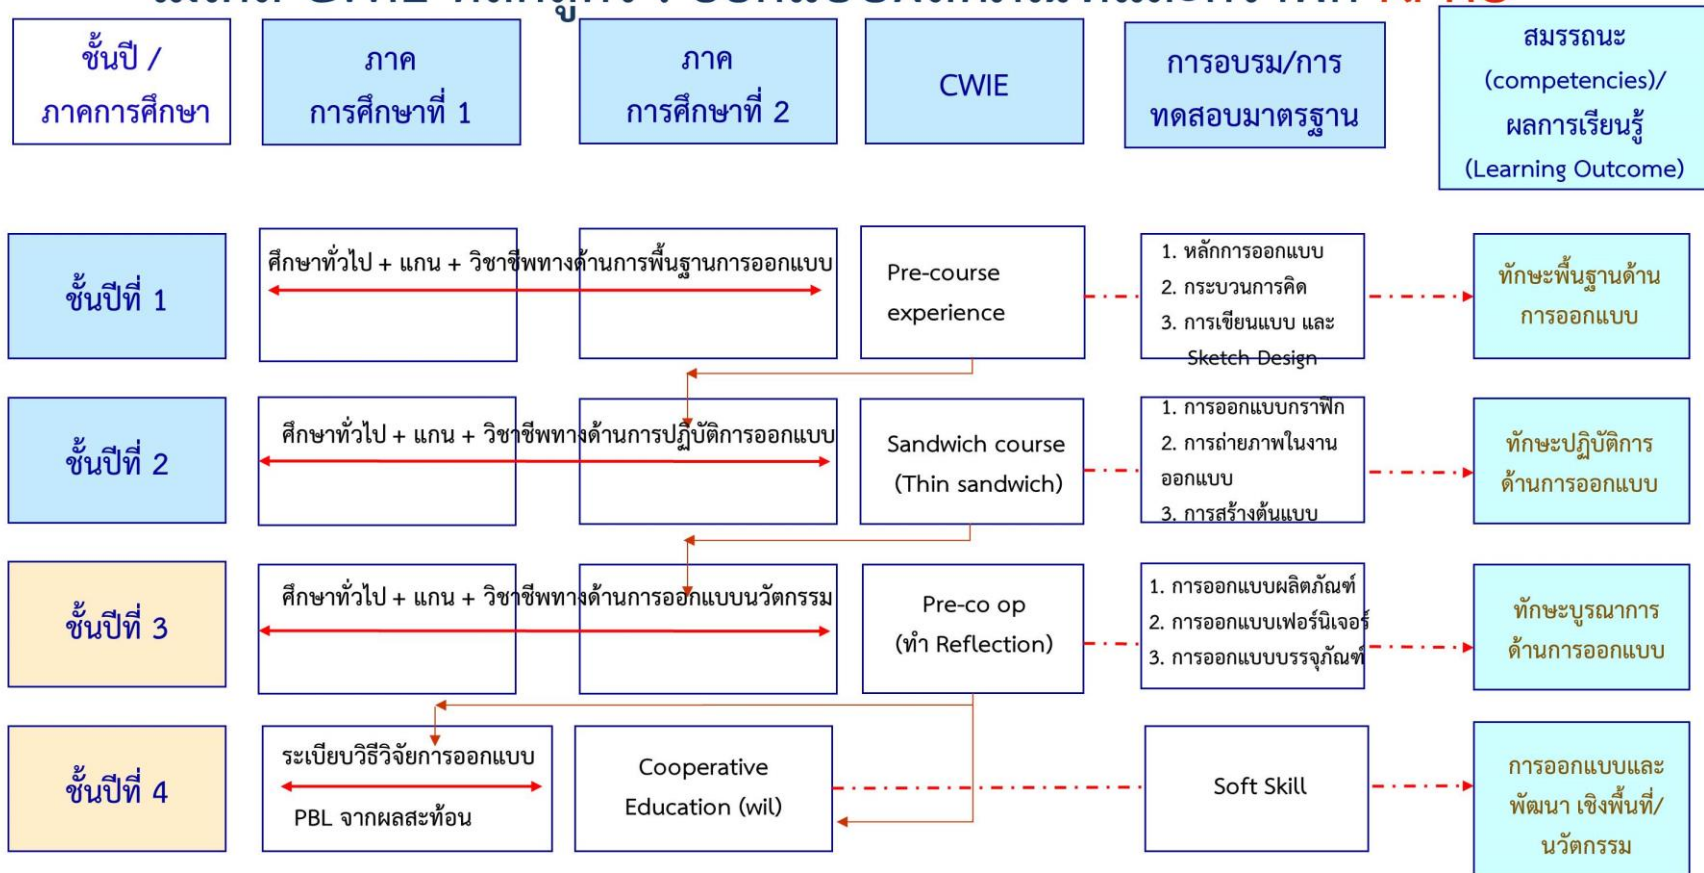 ชั้นปี /
ภาคการศึกษา
ภาค
การศึกษาที่ 1
ภาค
การศึกษาที่ 2
CWIE
การอบรม/การ
ทดสอบมาตรฐาน
สมรรถนะ
(competencies)/
ผลการเรียนรู้
(Learning Outcome)
ชั้นปีที่ 1
ศึกษาทั่วไป + แกน + วิชาชีพทางด้านการพื้นฐานการออกแบบ
Pre-course
experience
1. หลักการออกแบบ
2. กระบวนการคิด
3. การเขียนแบบ และ
Sketch Design
ทักษะพื้นฐานด้าน
การออกแบบ
ชั้นปีที่ 2
ศึกษาทั่วไป + แกน + วิชาชีพทางด้านการปฏิบัติการออกแบบ
Sandwich course
(Thin sandwich)
1. การออกแบบกราฟิก
2. การถ่ายภาพในงาน
ออกแบบ
3. การสร้างต้นแบบ
ทักษะปฏิบัติการ
ด้านการออกแบบ
ชั้นปีที่ 3
ศึกษาทั่วไป + แกน + วิชาชีพทางด้านการออกแบบนวัตกรรม
Pre-co op
(ทำ Reflection)
1. การออกแบบผลิตภัณฑ์
2. การออกแบบเฟอร์นิเจอร์
3. การออกแบบบรรจุภัณฑ์
ทักษะบูรณาการ
ด้านการออกแบบ
ชั้นปีที่ 4
ระเบียบวิธีวิจัยการออกแบบ
PBL จากผลสะท้อน
Cooperative
Education (wil)
Soft Skill
การออกแบบและ
พัฒนา เชิงพื้นที่/
นวัตกรรม